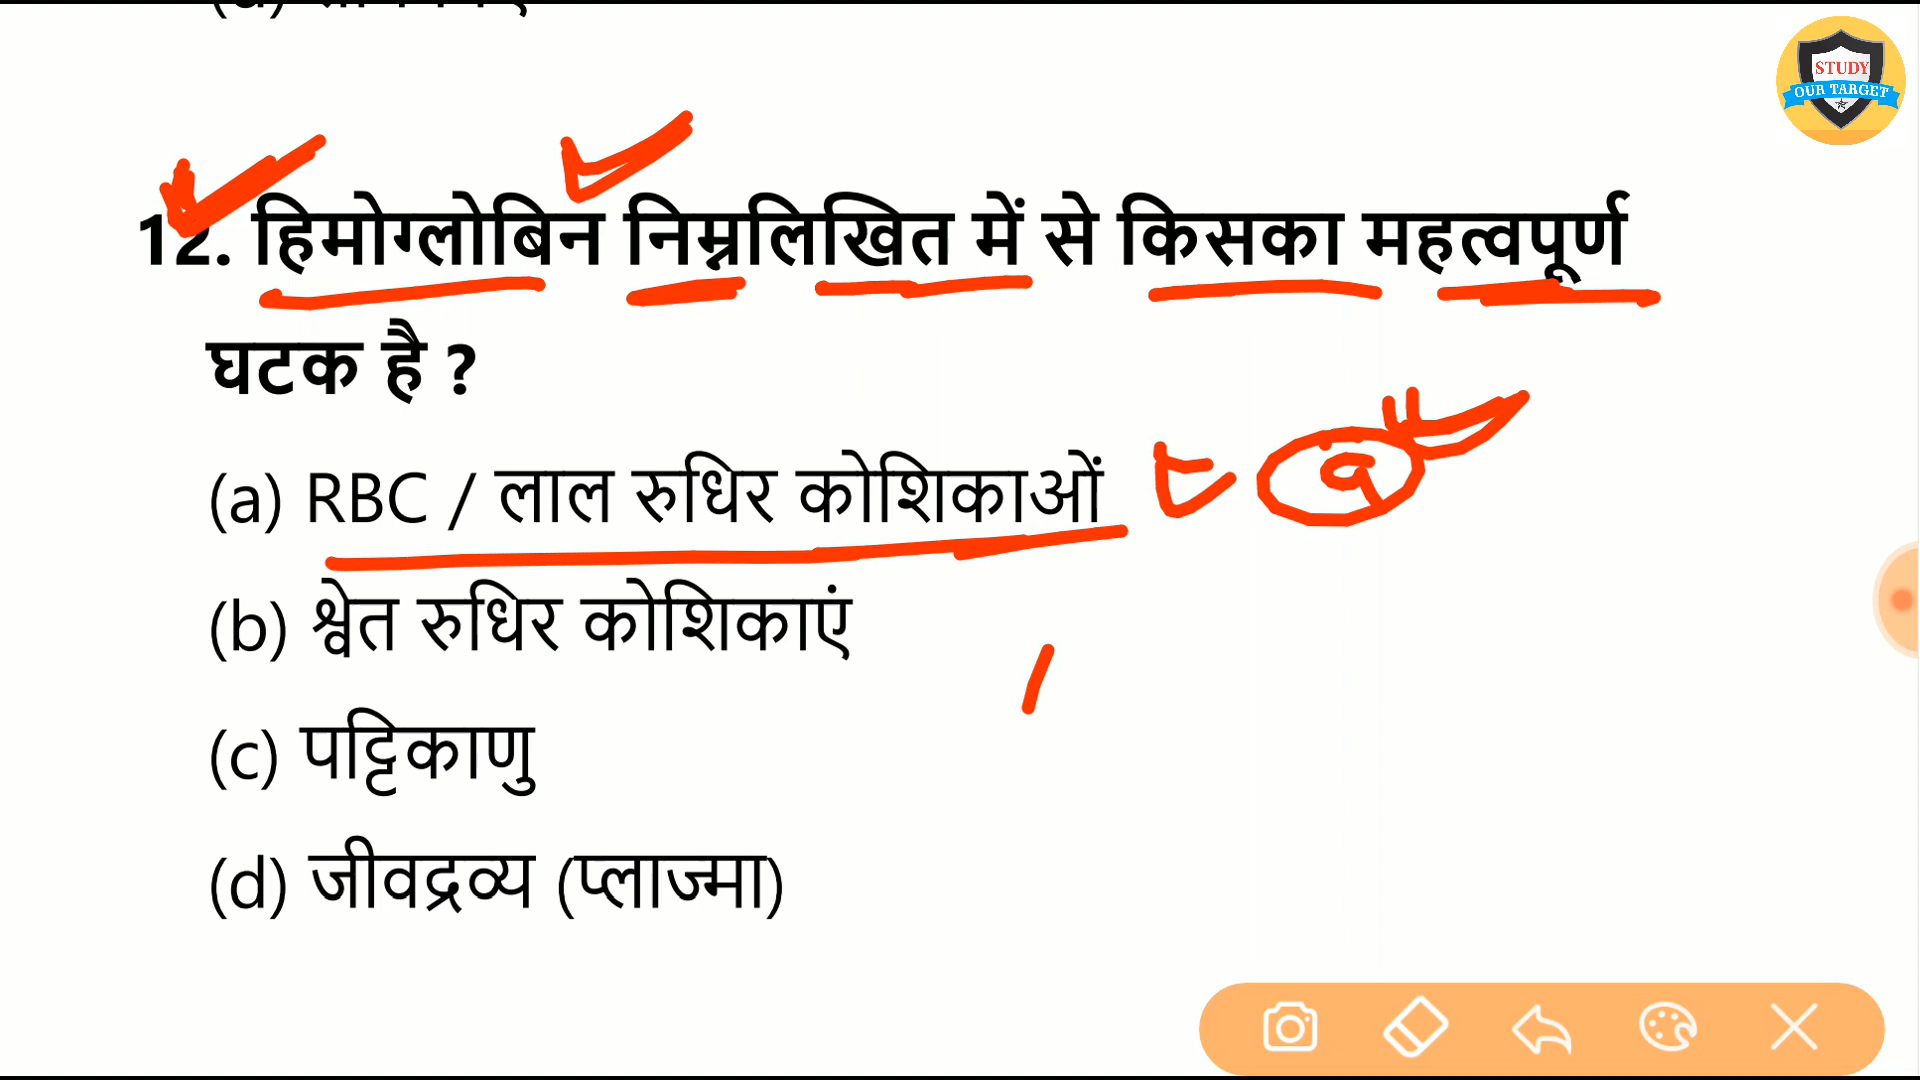 STUDY
OUR TARGET
12. हिमोग्लोबिन निम्नलिखित में से किसका महत्वपूर्ण
घटक है ?
(a) RBC / लाल रुधिर कोशिकाओं a
(b) श्वेत रुधिर कोशिकाएं
(c) पट्टिकाणु
(d) जीवद्रव्य (प्लाज्मा)